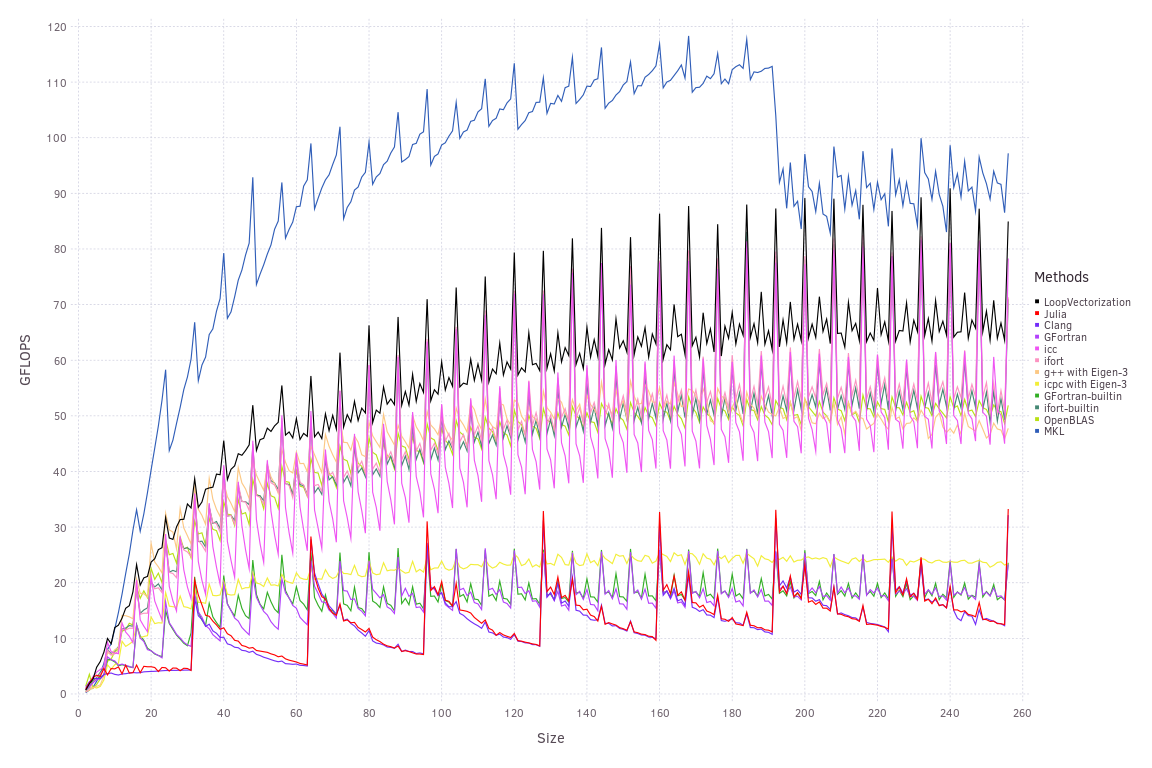 120
110
100
90
80
70
60
50
40
30
20
10
0
GFLOPS
0 20 40 60 80 100 120 140 160 180 200 220 240 260
Size
Methods
LoopVectorization
Julia
Clang
GFortran
icc
ifort
g++ with Eigen-3
icpc with Eigen-3
GFortran-builtin
ifort-builtin
OpenBLAS
MKL